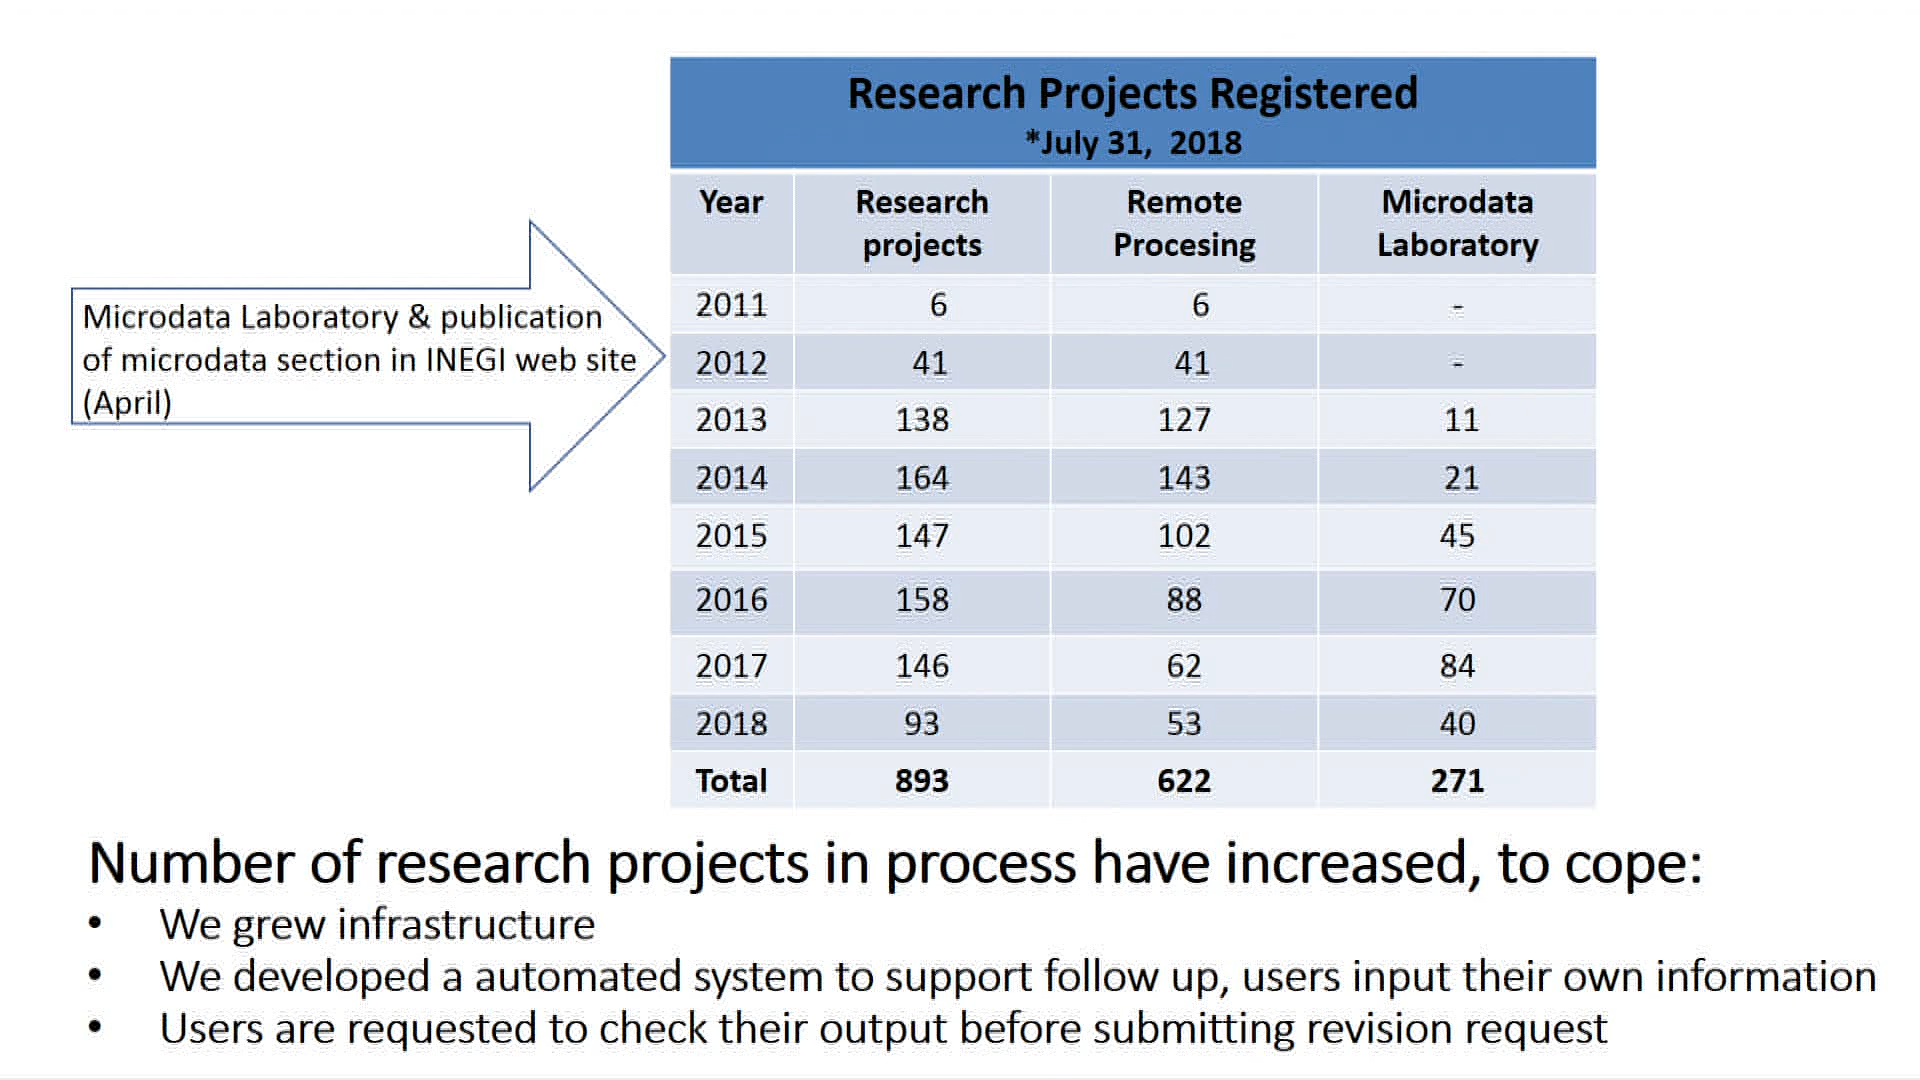 Research Projects Registered
*July 31, 2018
Year Research projects Remote Procesing Microdata Laboratory
2011 6 6 -
2012 41 41 -
2013 138 127 11
2014 164 143 21
2015 147 102 45
2016 158 88 70
2017 146 62 84
2018 93 53 40
Total 893 622 271
Microdata Laboratory & publication
of microdata section in INEGI web site
(April)
Number of research projects in process have increased, to cope:
• We grew infrastructure
• We developed a automated system to support follow up, users input their own information
• Users are requested to check their output before submitting revision request